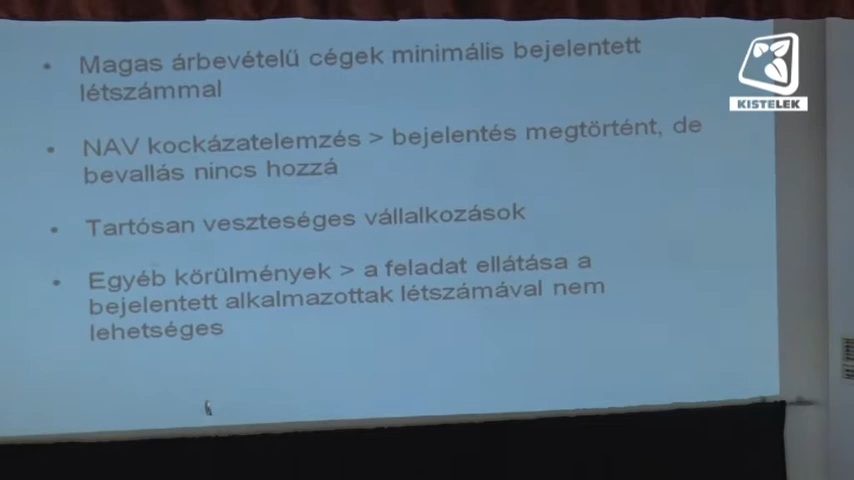 Magas árbevételű cégek minimális bejelentett
létszámmal
NAV kockázatelemzés > bejelentés megtörtént, de
bevallás nincs hozzá
Tartósan veszteséges vállalkozások
Egyéb körülmények > a feladat ellátása a
bejelentett alkalmazottak létszámával nem
lehetséges
KISTELEK